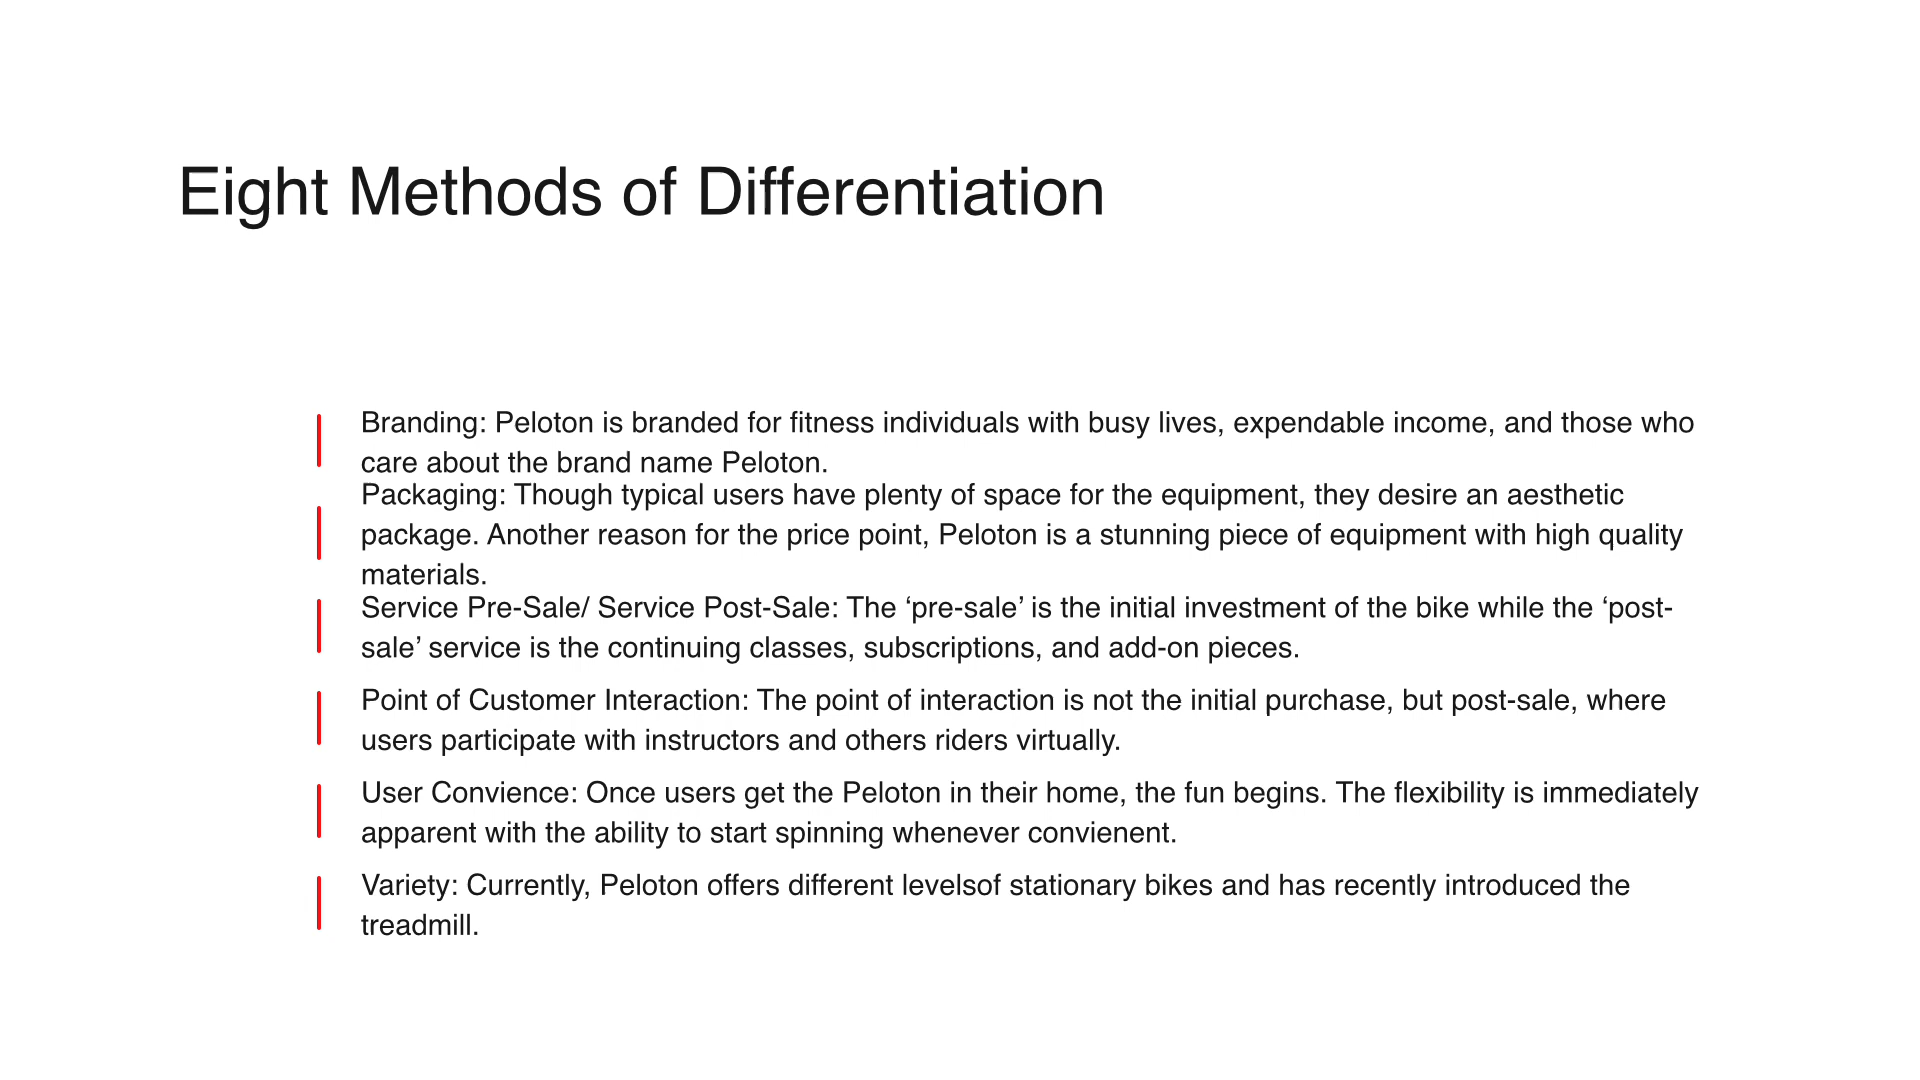 Eight Methods of Differentiation
Branding: Peloton is branded for fitness individuals with busy lives, expendable income, and those who
care about the brand name Peloton.
Packaging: Though typical users have plenty of space for the equipment, they desire an aesthetic
package. Another reason for the price point, Peloton is a stunning piece of equipment with high quality
materials.
Service Pre-Sale/ Service Post-Sale: The ‘pre-sale’ is the initial investment of the bike while the ‘post-
sale’ service is the continuing classes, subscriptions, and add-on pieces.
Point of Customer Interaction: The point of interaction is not the initial purchase, but post-sale, where
users participate with instructors and others riders virtually.
User Convience: Once users get the Peloton in their home, the fun begins. The flexibility is immediately
apparent with the ability to start spinning whenever convienent.
Variety: Currently, Peloton offers different levelsof stationary bikes and has recently introduced the
treadmill.